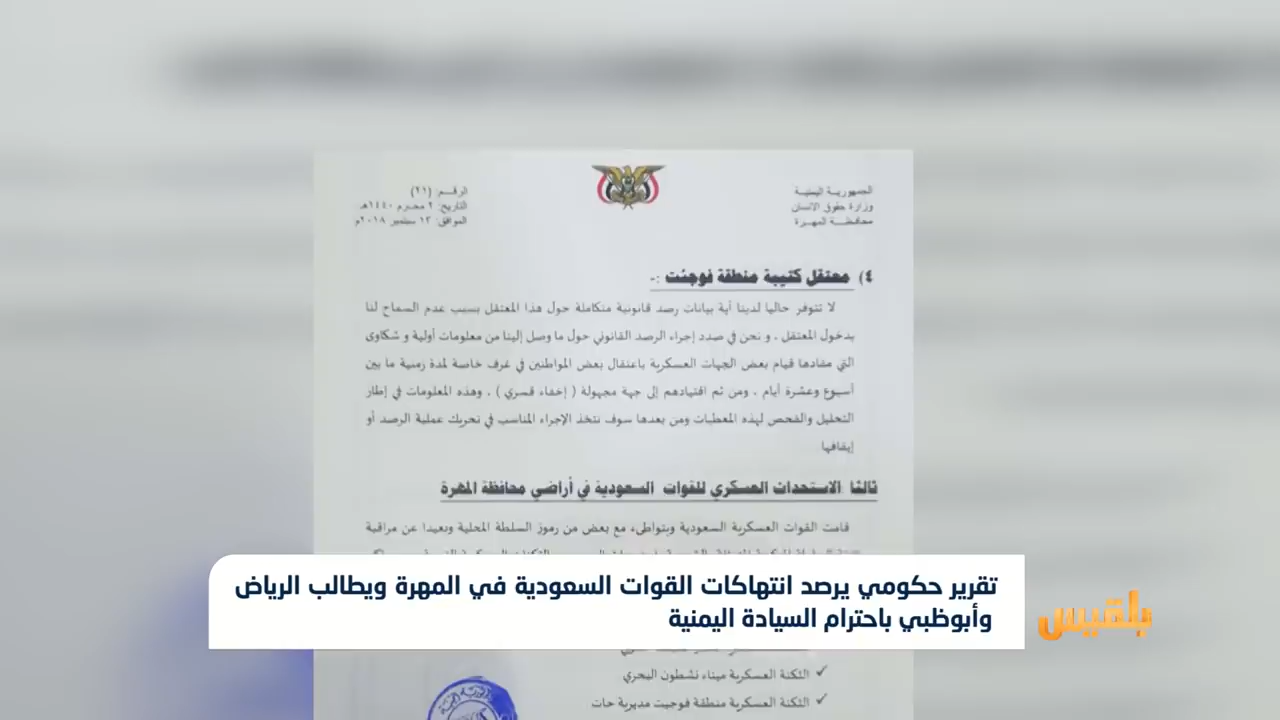 الجمهورية اليمنية
وزارة حقوق الانسان
محافظة المهرة
الرقم: (٢١)
التاريخ: ٢ محرم ١٤٤٠هـ
الموافق: ١٣ سبتمبر ٢٠١٨م
٤) معتقل كتيبة منطقة فوجئت :-
لا تتوفر حاليا لدينا أية بيانات رصد قانونية متكاملة حول هذا المعتقل بسبب عدم السماح لنا
بدخول المعتقل . و نحن في صدد إجراء الرصد القانوني حول ما وصل إلينا من معلومات أولية و شكاوى
التي مفادها قيام بعض الجهات العسكرية باعتقال بعض المواطنين في غرف خاصة لمدة زمنية ما بين
أسبوع وعشرة أيام . ومن ثم اقتيادهم إلى جهة مجهولة ( إخفاء قسري ) . وهذه المعلومات في إطار
التحليل والفحص لهذه المعطيات ومن بعدها سوف نتخذ الإجراء المناسب في تحريك عملية الرصد أو
إيقافها
ثالثا الاستحداث العسكري للقوات السعودية في أراضي محافظة المهرة
قامت القوات العسكرية السعودية وبتواطىء مع بعض من رموز السلطة المحلية وبعيدا عن مراقبة
تقرير حكومي يرصد انتهاكات القوات السعودية في المهرة ويطالب الرياض
وأبوظبي باحترام السيادة اليمنية
بلقيس
✓ الثكنة العسكرية ميناء نشطون البحري
✓ الثكنة العسكرية منطقة فوجيت مديرية حات